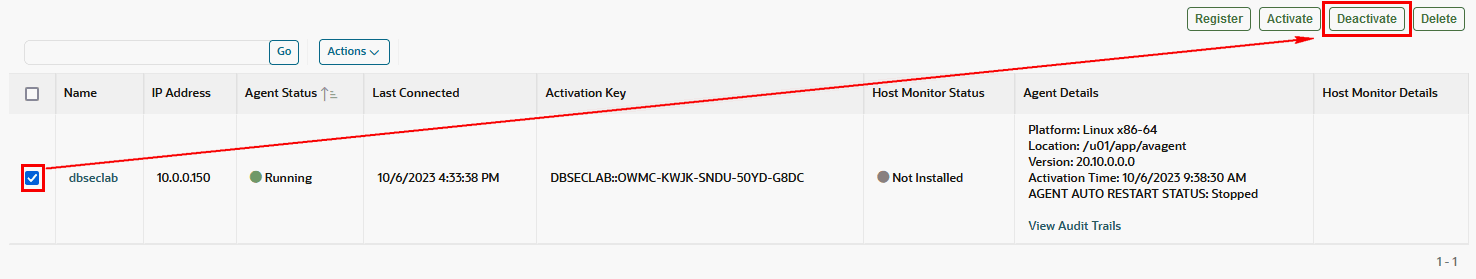 Register Activate Deactivate Delete
Go Actions
Name IP Address Agent Status Last Connected Activation Key Host Monitor Status Agent Details Host Monitor Details
Platform: Linux x86-64
Location: /u01/app/avagent
Version: 20.10.0.0.0
dbseclab 10.0.0.150 Running 10/6/2023 4:33:38 PM DBSECLAB::OWMC-KWJK-SNDU-50YD-G8DC Not Installed
Activation Time: 10/6/2023 9:38:30 AM
AGENT AUTO RESTART STATUS: Stopped
View Audit Trails
1 - 1